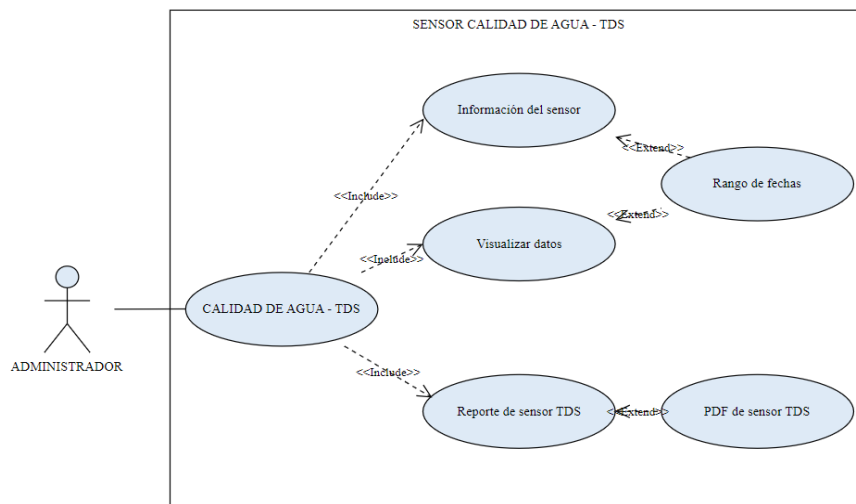 SENSOR CALIDAD DE AGUA - TDS
Información del sensor
<<Extend>>
Rango de fechas
<<Include>>
<<Extend>>
Visualizar datos
<<Include>>
CALIDAD DE AGUA - TDS
ADMINISTRADOR
<<Include>>
Reporte de sensor TDS
<<Extend>>
PDF de sensor TDS